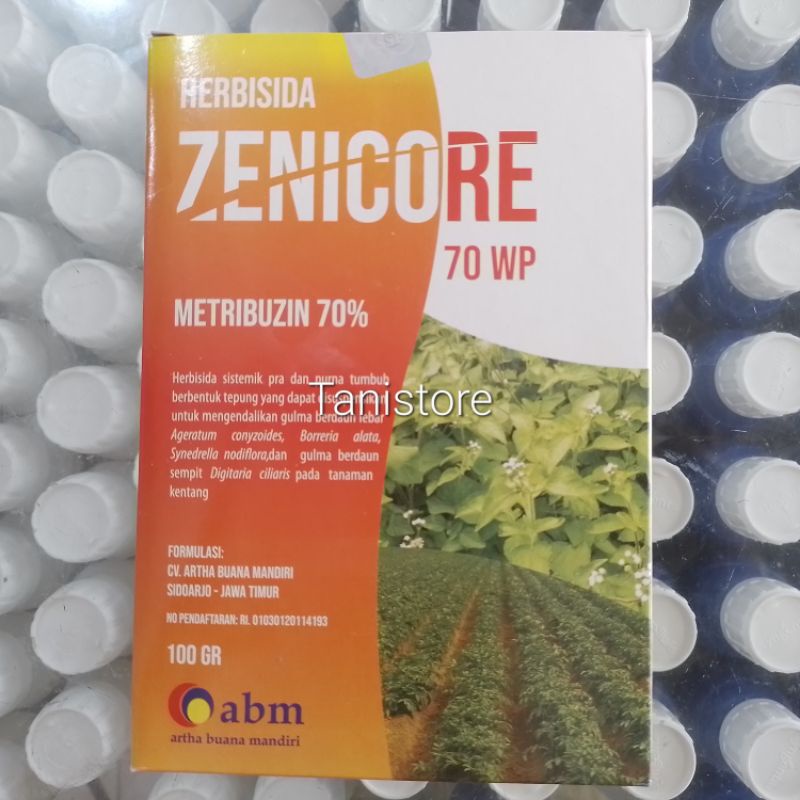 HERBISIDA
ZENICORE
70 WP
METRIBUZIN 70%
Herbisida sistemik pra dan purna tumbuh
berbentuk tepung yang dapat disuspensikan
untuk mengendalikan gulma berdaun lebar
Ageratum conyzoides, Borreria alata,
Synedrella nodiflora,dan gulma berdaun
sempit Digitaria ciliaris pada tanaman
kentang
Tanistore
FORMULASI:
CV. ARTHA BUANA MANDIRI
SIDOARJO - JAWA TIMUR
NO PENDAFTARAN: RI. 01030120114193
100 GR
abm
artha buana mandiri